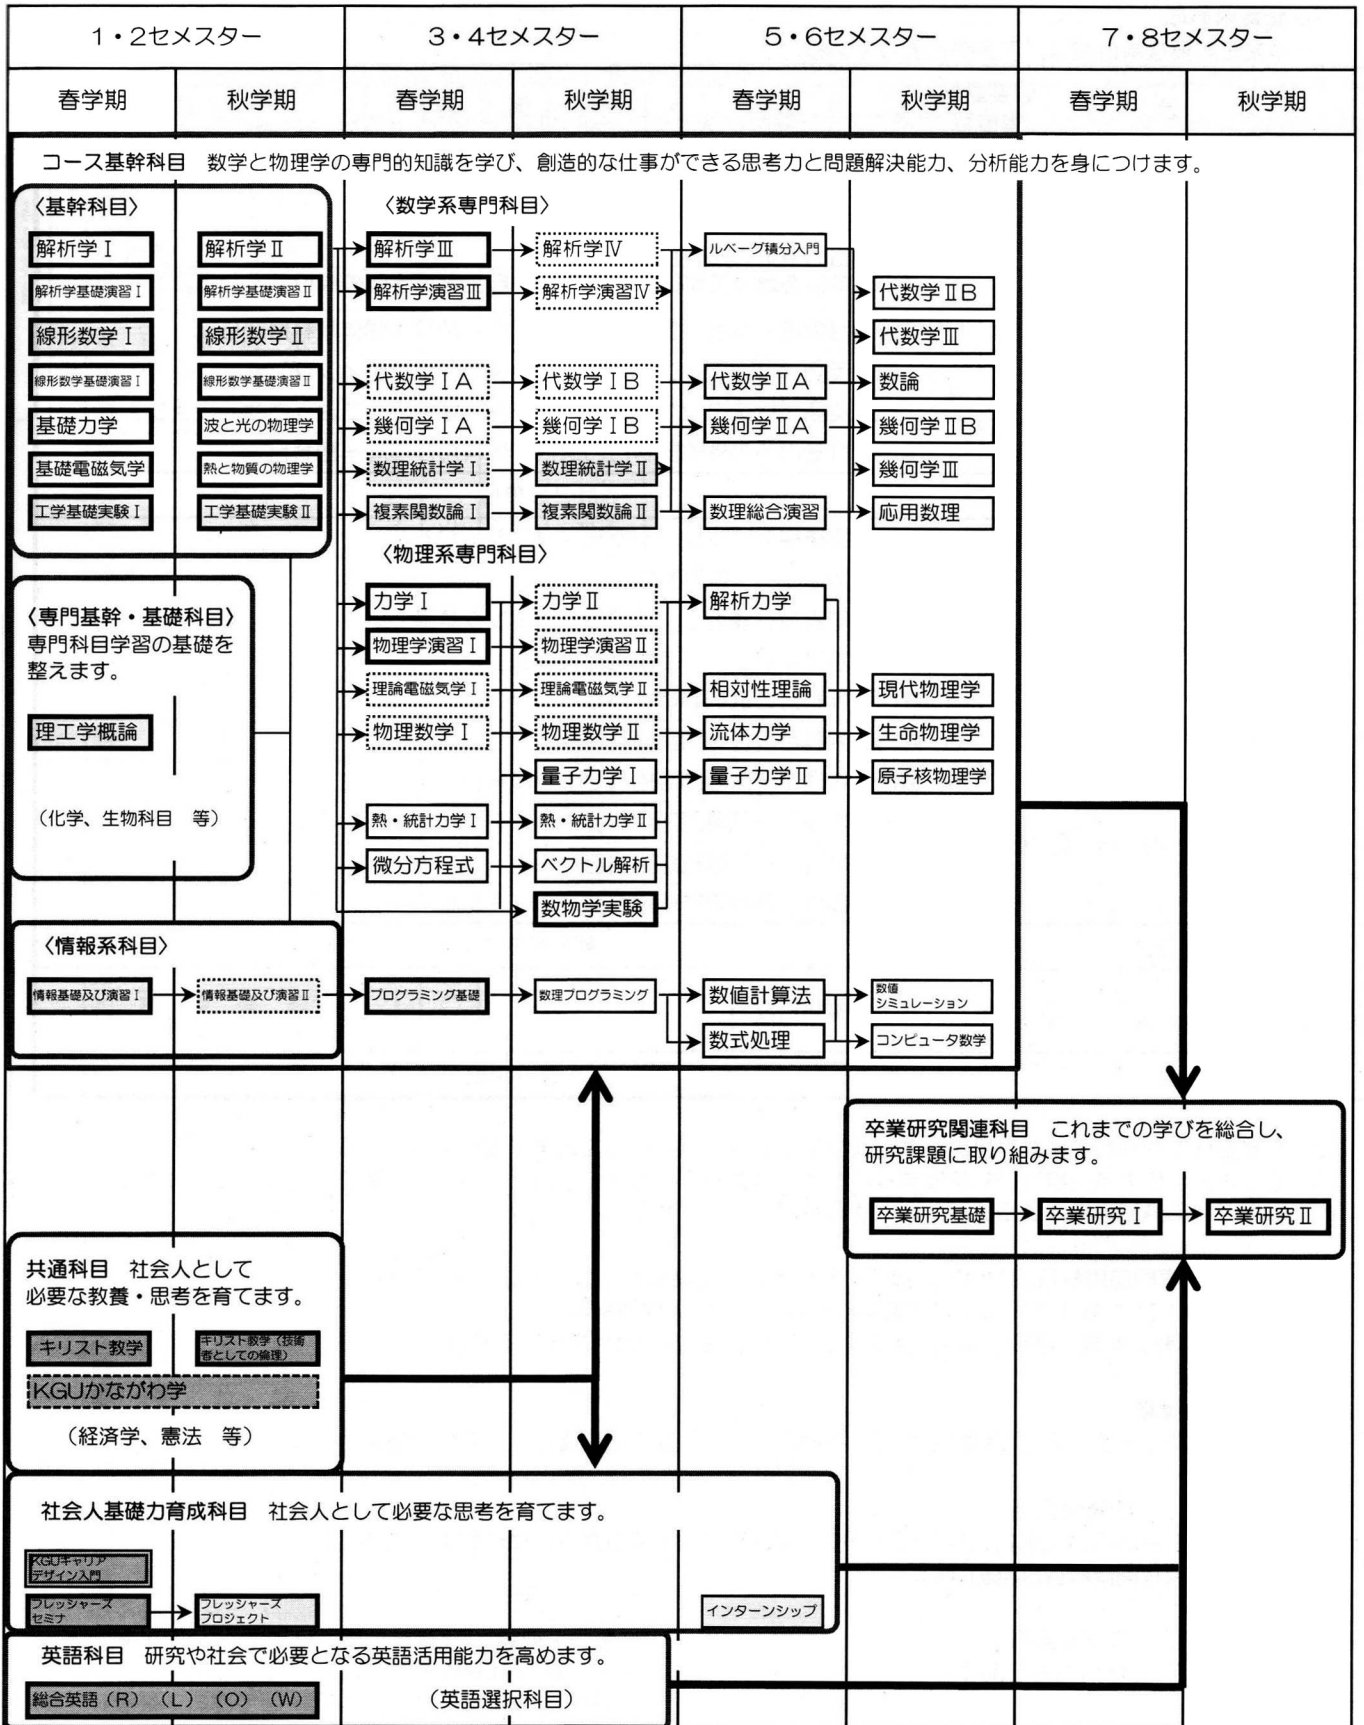 1・2セメスター 3・4セメスター 5・6セメスター 7・8セメスター
春学期 秋学期 春学期 秋学期 春学期 秋学期 春学期 秋学期
コース基幹科目　数学と物理学の専門的知識を学び、創造的な仕事ができる思考力と問題解決能力、分析能力を身につけます。
〈基幹科目〉 〈数学系専門科目〉
解析学Ⅰ 解析学Ⅱ 解析学Ⅲ 解析学Ⅳ ルベーグ積分入門
解析学基礎演習Ⅰ 解析学基礎演習Ⅱ 解析学演習Ⅲ 解析学演習Ⅳ 代数学ⅡB
線形数学Ⅰ 線形数学Ⅱ 代数学Ⅲ
線形数学基礎演習Ⅰ 線形数学基礎演習Ⅱ 代数学ⅠA 代数学ⅠB 代数学ⅡA 数論
基礎力学 波と光の物理学 幾何学ⅠA 幾何学ⅠB 幾何学ⅡA 幾何学ⅡB
基礎電磁気学 熱と物質の物理学 数理統計学Ⅰ 数理統計学Ⅱ 幾何学Ⅲ
工学基礎実験Ⅰ 工学基礎実験Ⅱ 複素関数論Ⅰ 複素関数論Ⅱ 数理総合演習 応用数理
〈物理系専門科目〉
力学Ⅰ 力学Ⅱ 解析力学
〈専門基幹・基礎科目〉
専門科目学習の基礎を
整えます。
物理学演習Ⅰ 物理学演習Ⅱ
理論電磁気学Ⅰ 理論電磁気学Ⅱ 相対性理論 現代物理学
理工学概論 物理数学Ⅰ 物理数学Ⅱ 流体力学 生命物理学
量子力学Ⅰ 量子力学Ⅱ 原子核物理学
（化学、生物科目　等） 熱・統計力学Ⅰ 熱・統計力学Ⅱ
微分方程式 ベクトル解析
数物学実験
〈情報系科目〉
情報基礎及び演習Ⅰ 情報基礎及び演習Ⅱ プログラミング基礎 数理プログラミング 数値計算法 数値
シミュレーション
数式処理 コンピュータ数学
卒業研究関連科目　これまでの学びを総合し、
研究課題に取り組みます。
卒業研究基礎 卒業研究Ⅰ 卒業研究Ⅱ
共通科目　社会人として
必要な教養・思考を育てます。
キリスト教学 キリスト教学（技術
者としての倫理）
KGUかながわ学
（経済学、憲法　等）
社会人基礎力育成科目　社会人として必要な思考を育てます。
KGUキャリア
デザイン入門
フレッシャーズ
セミナ
フレッシャーズ
プロジェクト
インターンシップ
英語科目　研究や社会で必要となる英語活用能力を高めます。
総合英語（R）（L）（O）（W） （英語選択科目）